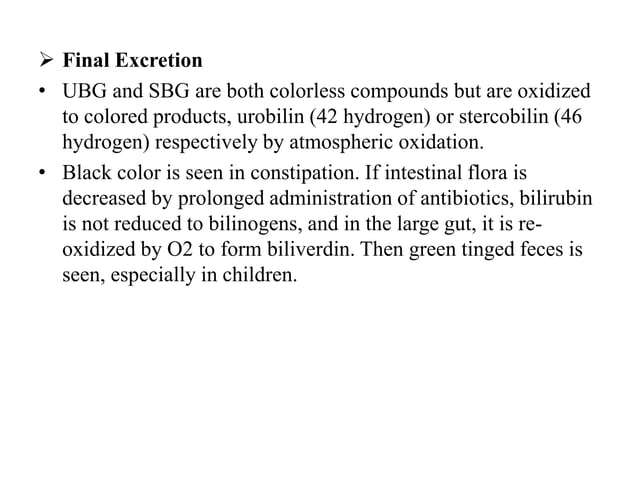 ➢ Final Excretion
• UBG and SBG are both colorless compounds but are oxidized
to colored products, urobilin (42 hydrogen) or stercobilin (46
hydrogen) respectively by atmospheric oxidation.
• Black color is seen in constipation. If intestinal flora is
decreased by prolonged administration of antibiotics, bilirubin
is not reduced to bilinogens, and in the large gut, it is re-
oxidized by O2 to form biliverdin. Then green tinged feces is
seen, especially in children.